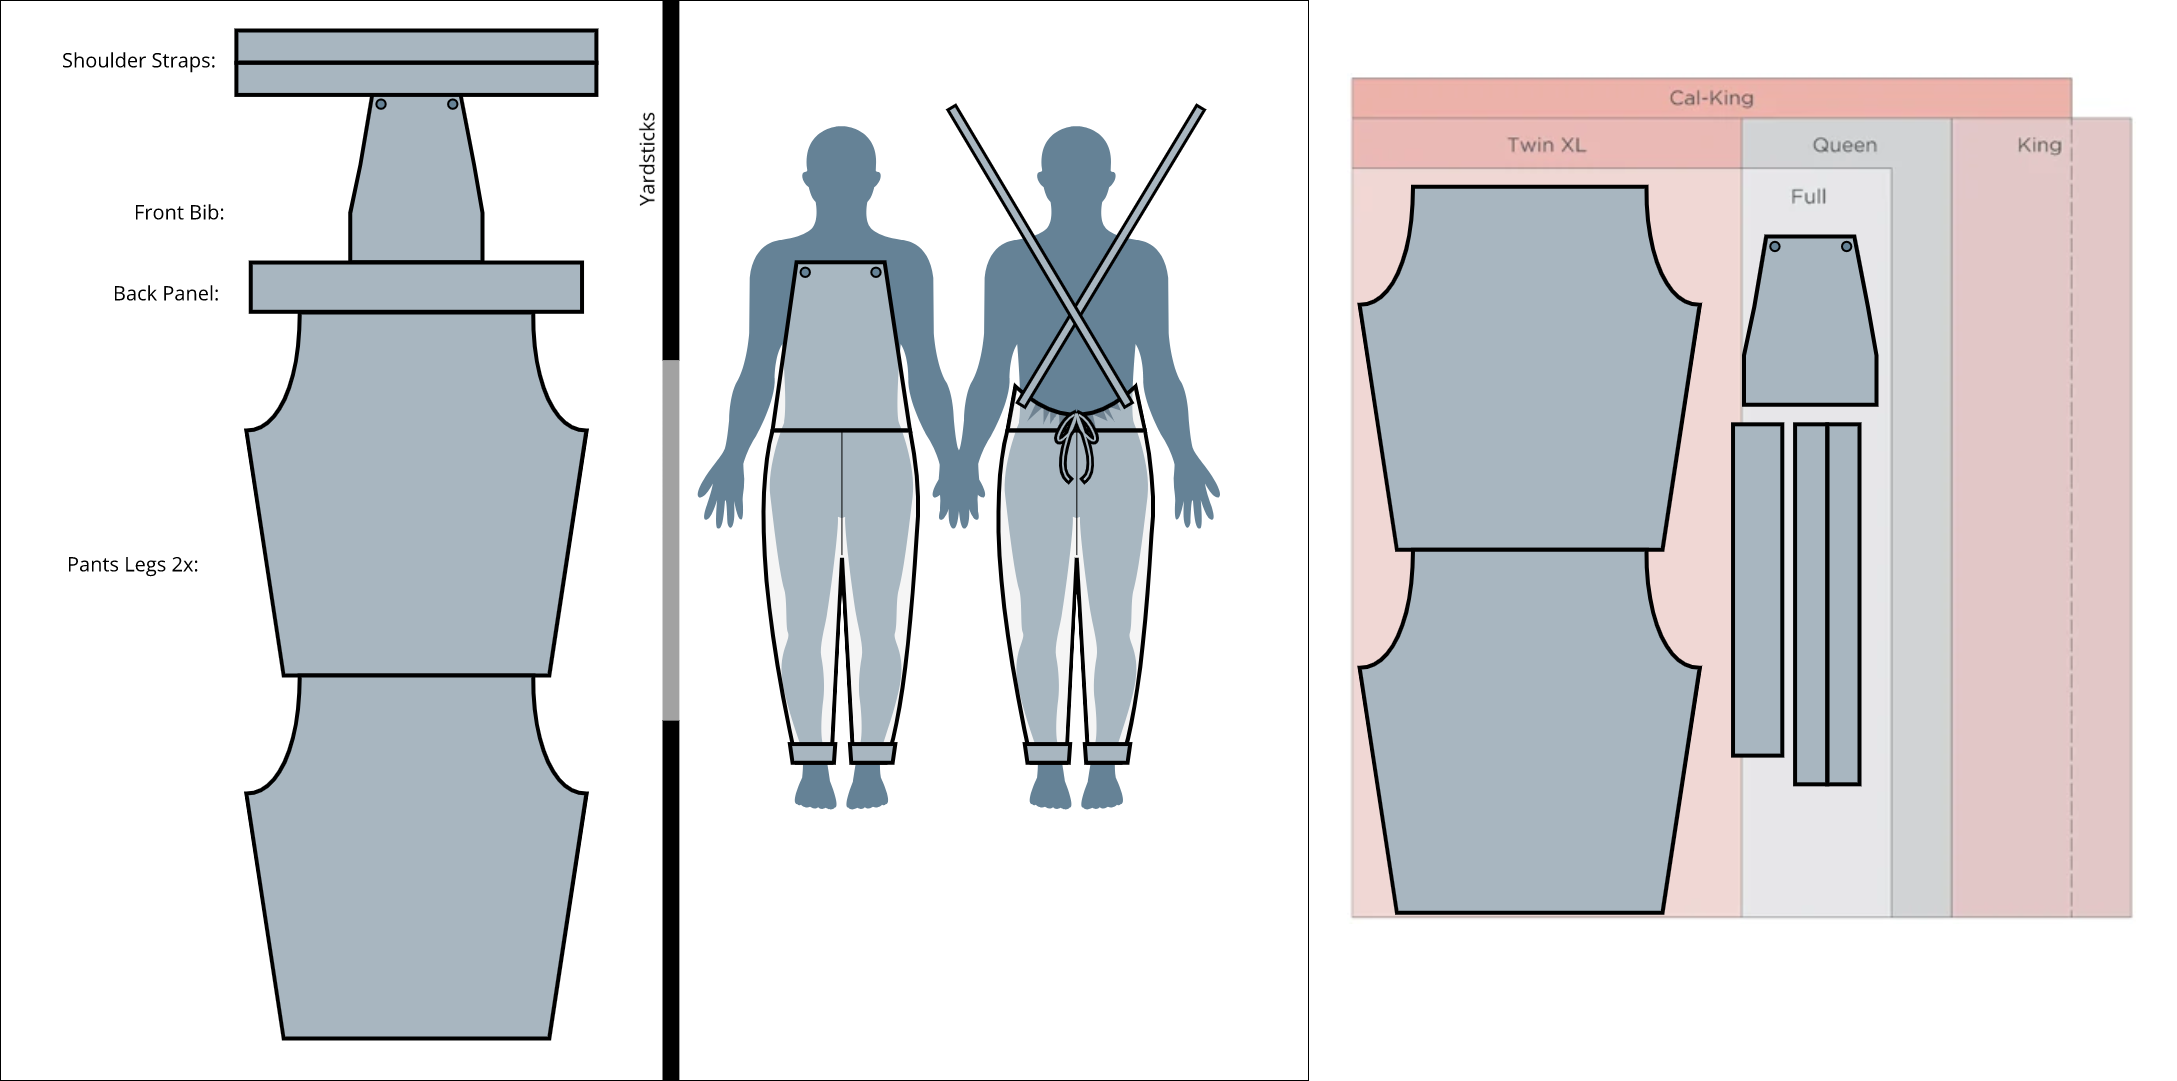 Shoulder Straps:
Front Bib:
Back Panel:
Pants Legs 2x:
Yardsticks
Cal-King
Twin XL
Queen
King
Full